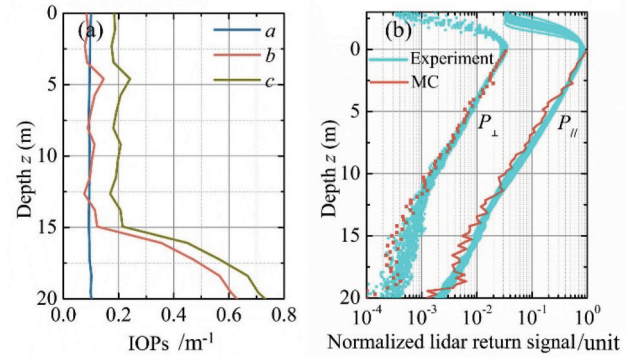 (a)
a
b
c
0
5
10
15
20
Depth z (m)
0.0 0.2 0.4 0.6 0.8
IOPs /m⁻¹
(b)
Experiment
MC
P⊥
P//
0
5
10
15
20
Depth z (m)
10⁻⁴ 10⁻³ 10⁻² 10⁻¹ 10⁰
Normalized lidar return signal/unit